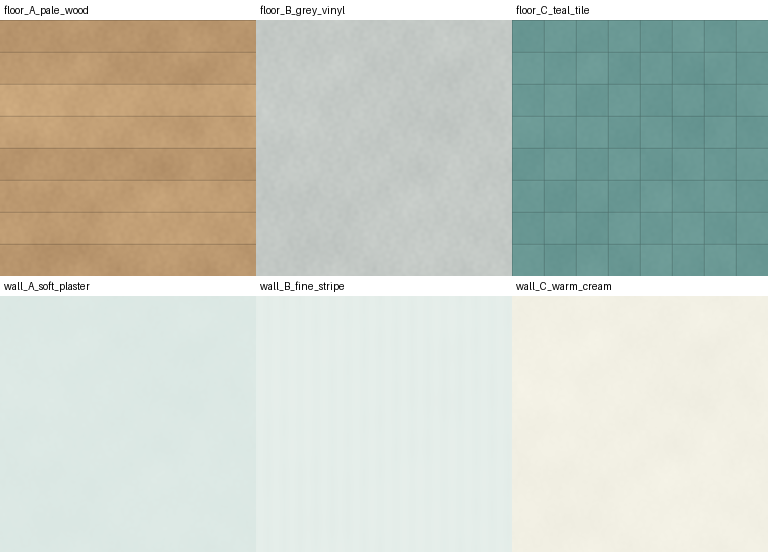 floor_A_pale_wood
floor_B_grey_vinyl
floor_C_teal_tile
wall_A_soft_plaster
wall_B_fine_stripe
wall_C_warm_cream